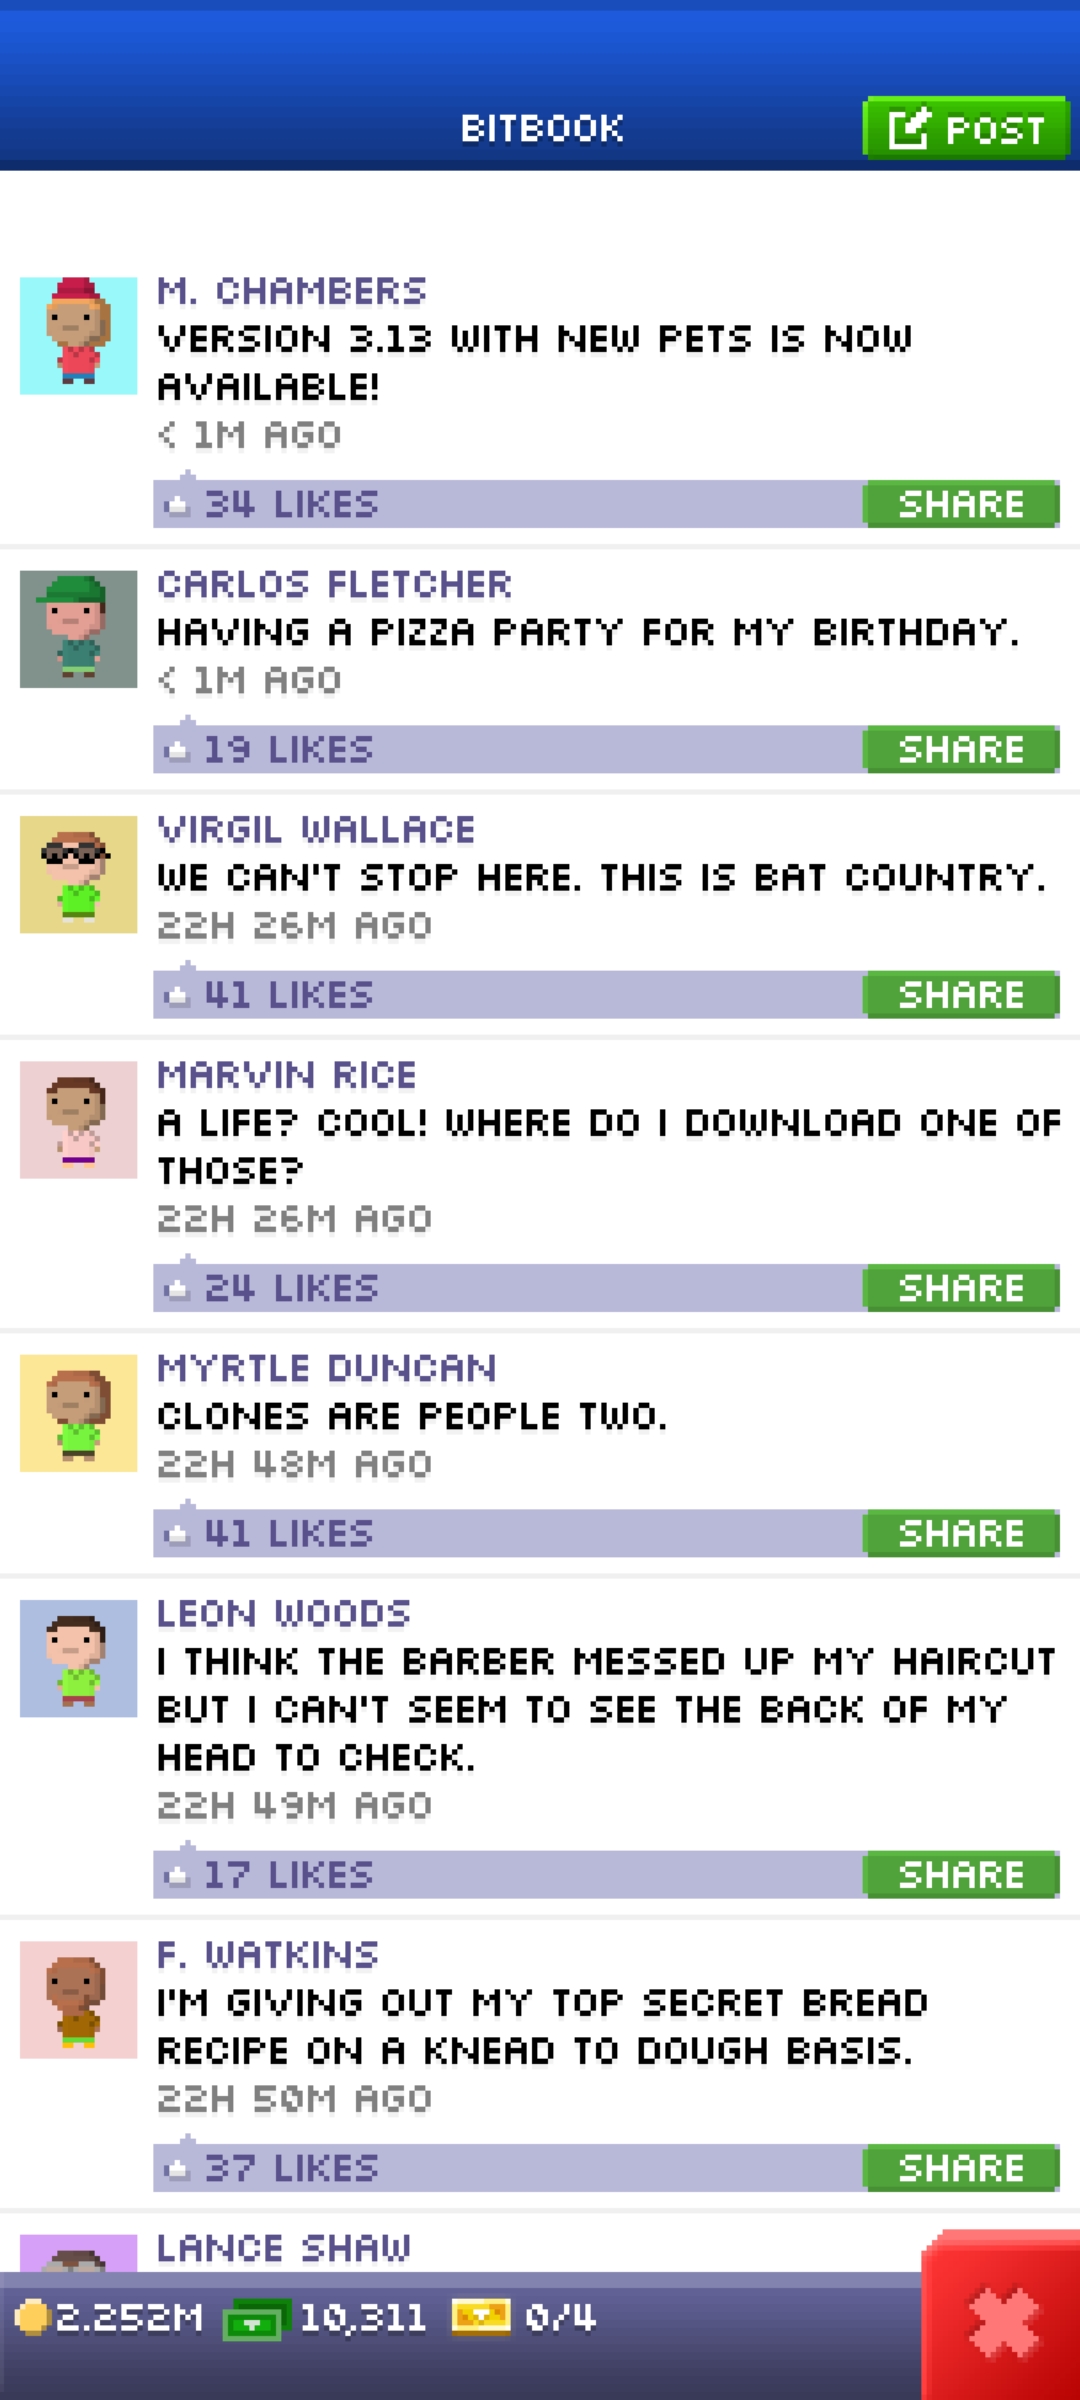 BITBOOK
POST
M. CHAMBERS
VERSION 3.13 WITH NEW PETS IS NOW
AVAILABLE!
< 1M AGO
34 LIKES
SHARE
CARLOS FLETCHER
HAVING A PIZZA PARTY FOR MY BIRTHDAY.
< 1M AGO
19 LIKES
SHARE
VIRGIL WALLACE
WE CAN'T STOP HERE. THIS IS BAT COUNTRY.
22H 26M AGO
41 LIKES
SHARE
MARVIN RICE
A LIFE? COOL! WHERE DO I DOWNLOAD ONE OF
THOSE?
22H 26M AGO
24 LIKES
SHARE
MYRTLE DUNCAN
CLONES ARE PEOPLE TWO.
22H 48M AGO
41 LIKES
SHARE
LEON WOODS
I THINK THE BARBER MESSED UP MY HAIRCUT
BUT I CAN'T SEEM TO SEE THE BACK OF MY
HEAD TO CHECK.
22H 49M AGO
17 LIKES
SHARE
F. WATKINS
I'M GIVING OUT MY TOP SECRET BREAD
RECIPE ON A KNEAD TO DOUGH BASIS.
22H 50M AGO
37 LIKES
SHARE
LANCE SHAW
2.252M 10,311 0/4